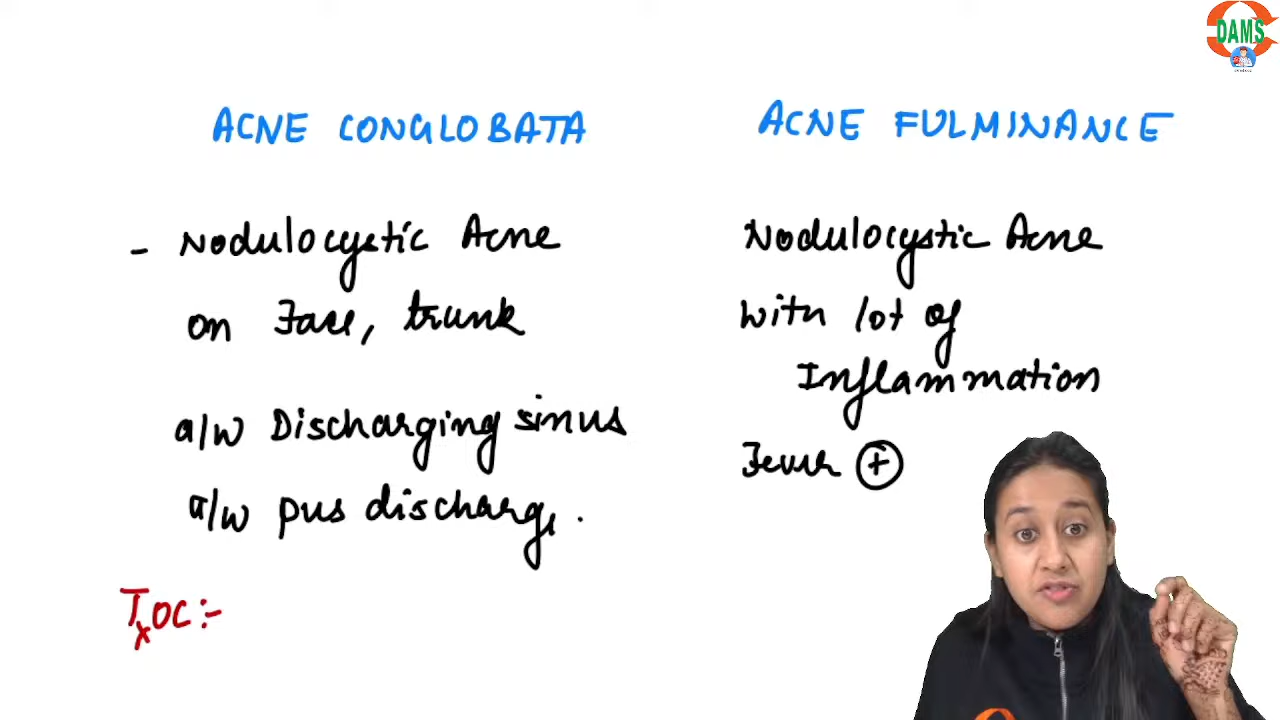 DAMS
ACNE CONGLOBATA
- Nodulocystic Acne
on Face, trunk
a/w Discharging sinus
a/w pus discharge.
TxOC:-
ACNE FULMINANCE
Nodulocystic Acne
with lot of
Inflammation
Fever +